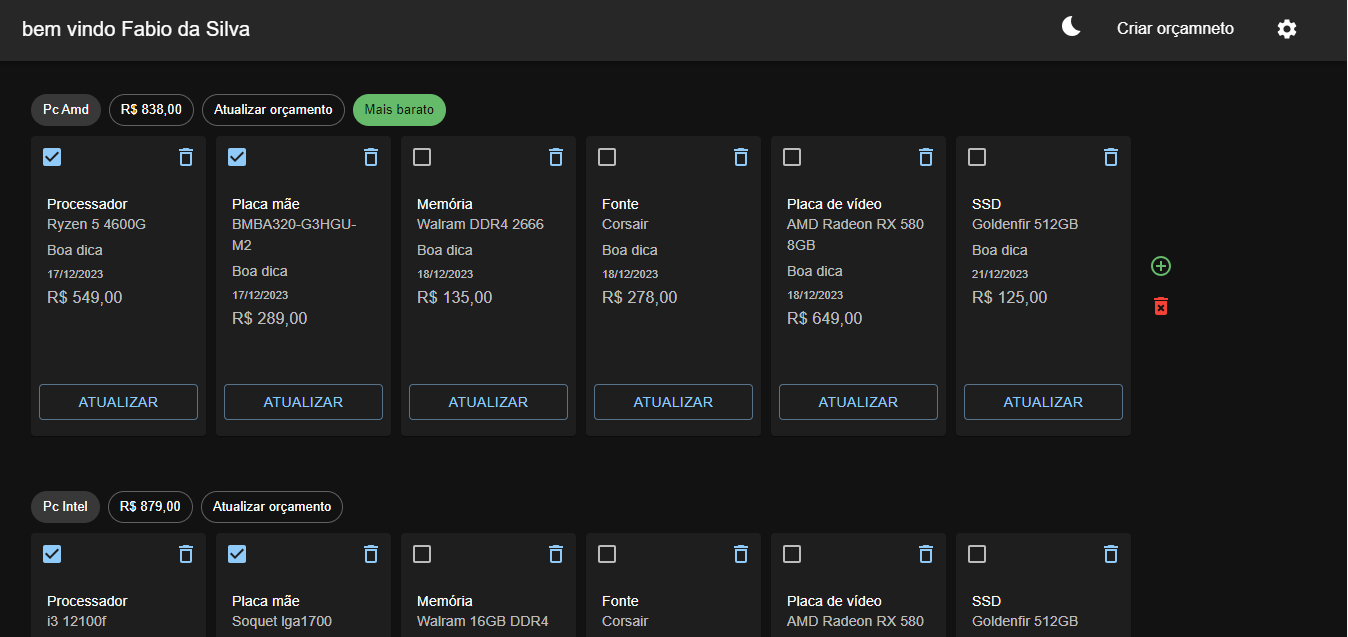 bem vindo Fabio da Silva
Criar orçamneto
Pc Amd
R$ 838,00
Atualizar orçamento
Mais barato
Processador
Ryzen 5 4600G
Boa dica
17/12/2023
R$ 549,00
ATUALIZAR
Placa mãe
BMBA320-G3HGU-
M2
Boa dica
17/12/2023
R$ 289,00
ATUALIZAR
Memória
Walram DDR4 2666
Boa dica
18/12/2023
R$ 135,00
ATUALIZAR
Fonte
Corsair
Boa dica
18/12/2023
R$ 278,00
ATUALIZAR
Placa de vídeo
AMD Radeon RX 580
8GB
Boa dica
18/12/2023
R$ 649,00
ATUALIZAR
SSD
Goldenfir 512GB
Boa dica
21/12/2023
R$ 125,00
ATUALIZAR
Pc Intel
R$ 879,00
Atualizar orçamento
Processador
i3 12100f
Placa mãe
Soquet lga1700
Memória
Walram 16GB DDR4
Fonte
Corsair
Placa de vídeo
AMD Radeon RX 580
SSD
Goldenfir 512GB